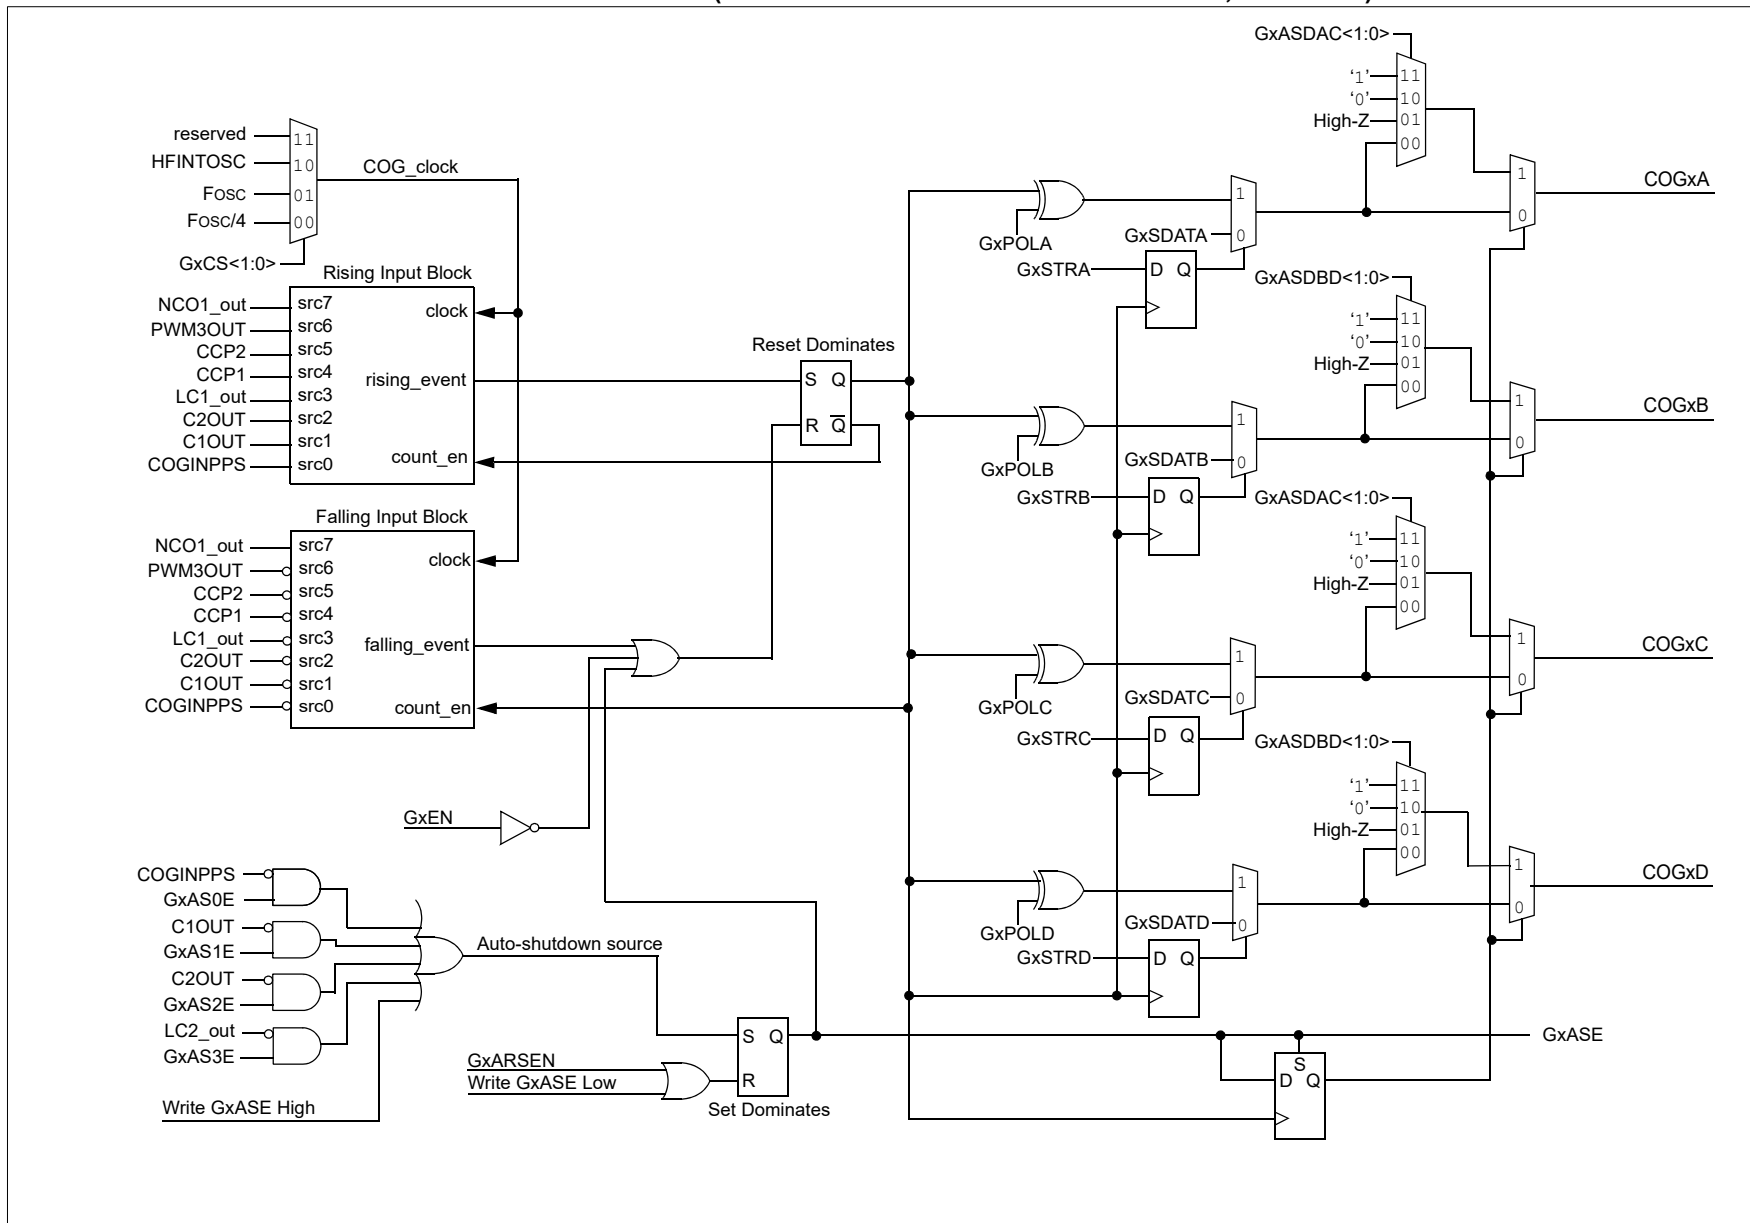 GxASDAC<1:0>
'1'
11
'0'
10
High-Z
01
00
reserved
11
HFINTOSC
10
FOSC
01
FOSC/4
00
GxCS<1:0>
COG_clock
Rising Input Block
NCO1_out
src7
PWM3OUT
src6
CCP2
src5
CCP1
src4
LC1_out
src3
C2OUT
src2
C1OUT
src1
COGINPPS
src0
clock
rising_event
count_en
Reset Dominates
S Q
R Q
Falling Input Block
NCO1_out
src7
PWM3OUT
src6
CCP2
src5
CCP1
src4
LC1_out
src3
C2OUT
src2
C1OUT
src1
COGINPPS
src0
clock
falling_event
count_en
GxEN
COGINPPS
GxAS0E
C1OUT
GxAS1E
C2OUT
GxAS2E
LC2_out
GxAS3E
Write GxASE High
Auto-shutdown source
GxARSEN
Write GxASE Low
S Q
R
Set Dominates
GxPOLA
GxSDATA
1
0
GxSTRA
D Q
1
0
COGxA
GxASDBD<1:0>
'1'
11
'0'
10
High-Z
01
00
GxPOLB
GxSDATB
1
0
GxSTRB
D Q
1
0
COGxB
GxASDAC<1:0>
'1'
11
'0'
10
High-Z
01
00
GxPOLC
GxSDATC
1
0
GxSTRC
D Q
1
0
COGxC
GxASDBD<1:0>
'1'
11
'0'
10
High-Z
01
00
GxPOLD
GxSDATD
1
0
GxSTRD
D Q
1
0
COGxD
GxASE
S
D Q